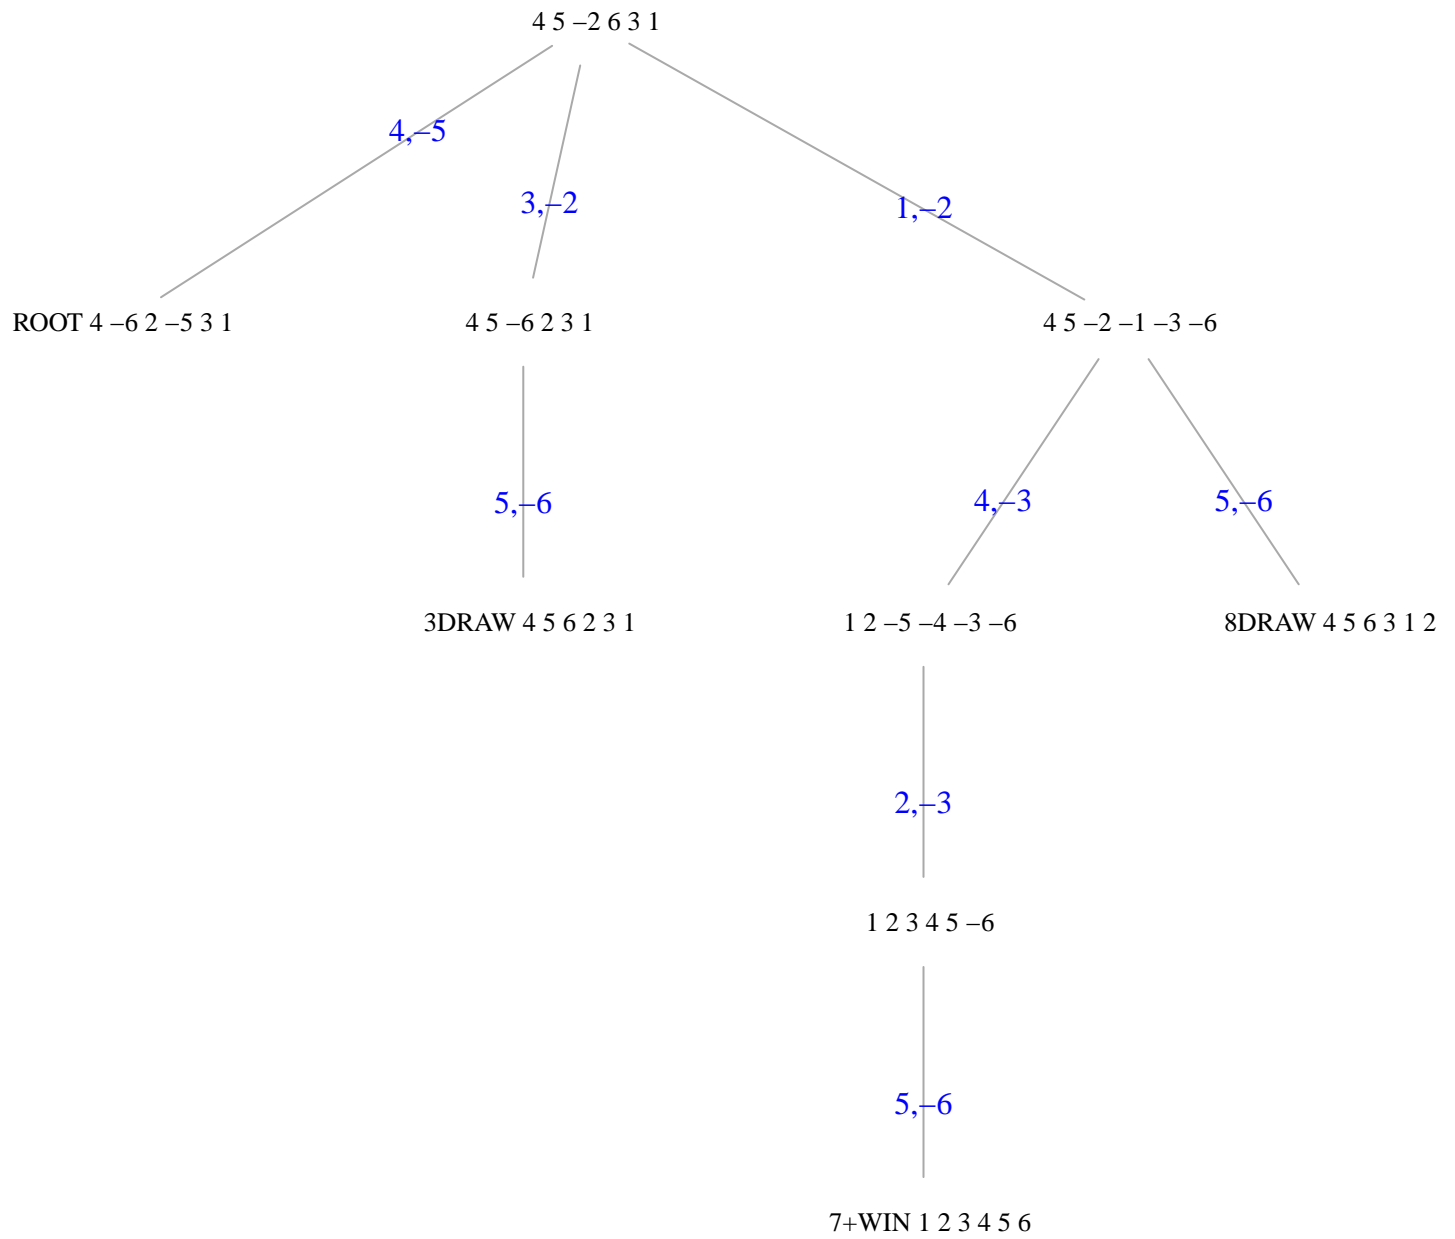 4 5 –2 6 3 1
4,–5
3,–2
1,–2
ROOT 4 –6 2 –5 3 1
4 5 –6 2 3 1
4 5 –2 –1 –3 –6
5,–6
4,–3
5,–6
3DRAW 4 5 6 2 3 1
1 2 –5 –4 –3 –6
8DRAW 4 5 6 3 1 2
2,–3
1 2 3 4 5 –6
5,–6
7+WIN 1 2 3 4 5 6